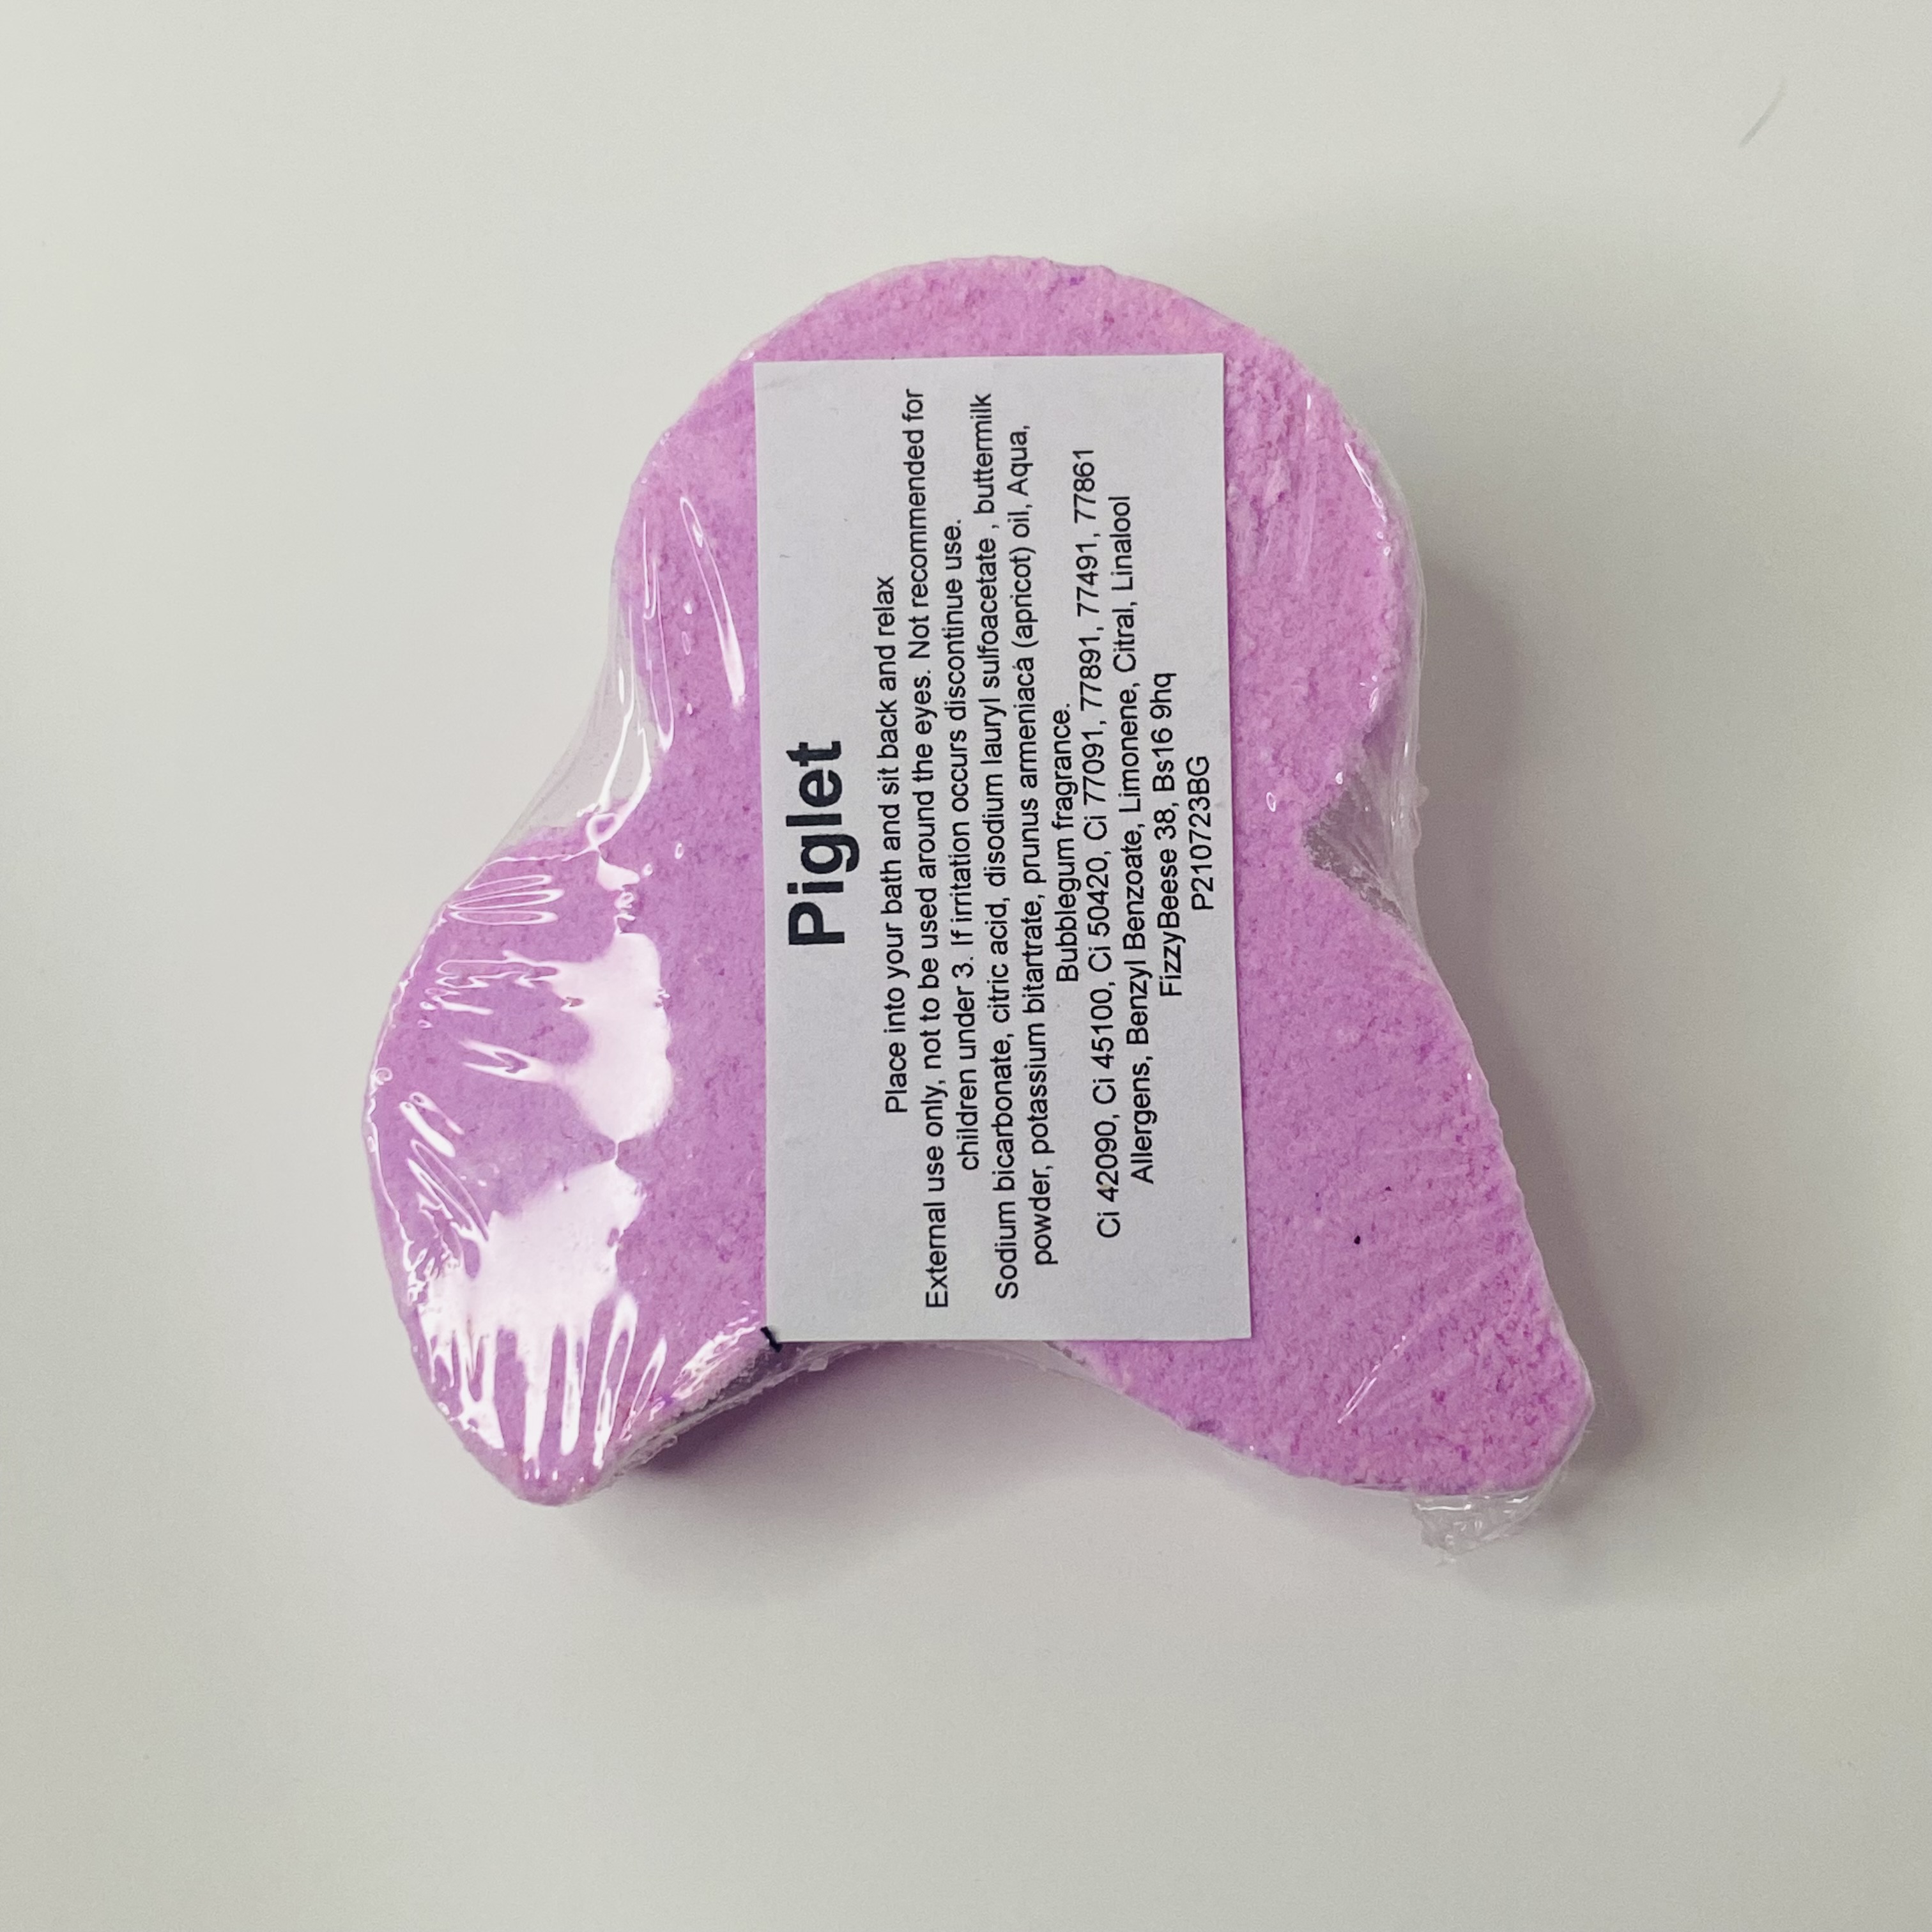 Piglet
Place into your bath and sit back and relax
External use only, not to be used around the eyes. Not recommended for
children under 3. If irritation occurs discontinue use.
Sodium bicarbonate, citric acid, disodium lauryl sulfoacetate , buttermilk
powder, potassium bitartrate, prunus armeniaca (apricot) oil, Aqua,
Bubblegum fragrance.
Ci 42090, Ci 45100, Ci 50420, Ci 77091, 77891, 77491, 77861
Allergens, Benzyl Benzoate, Limonene, Citral, Linalool
FizzyBeese 38, Bs16 9hq
P210723BG